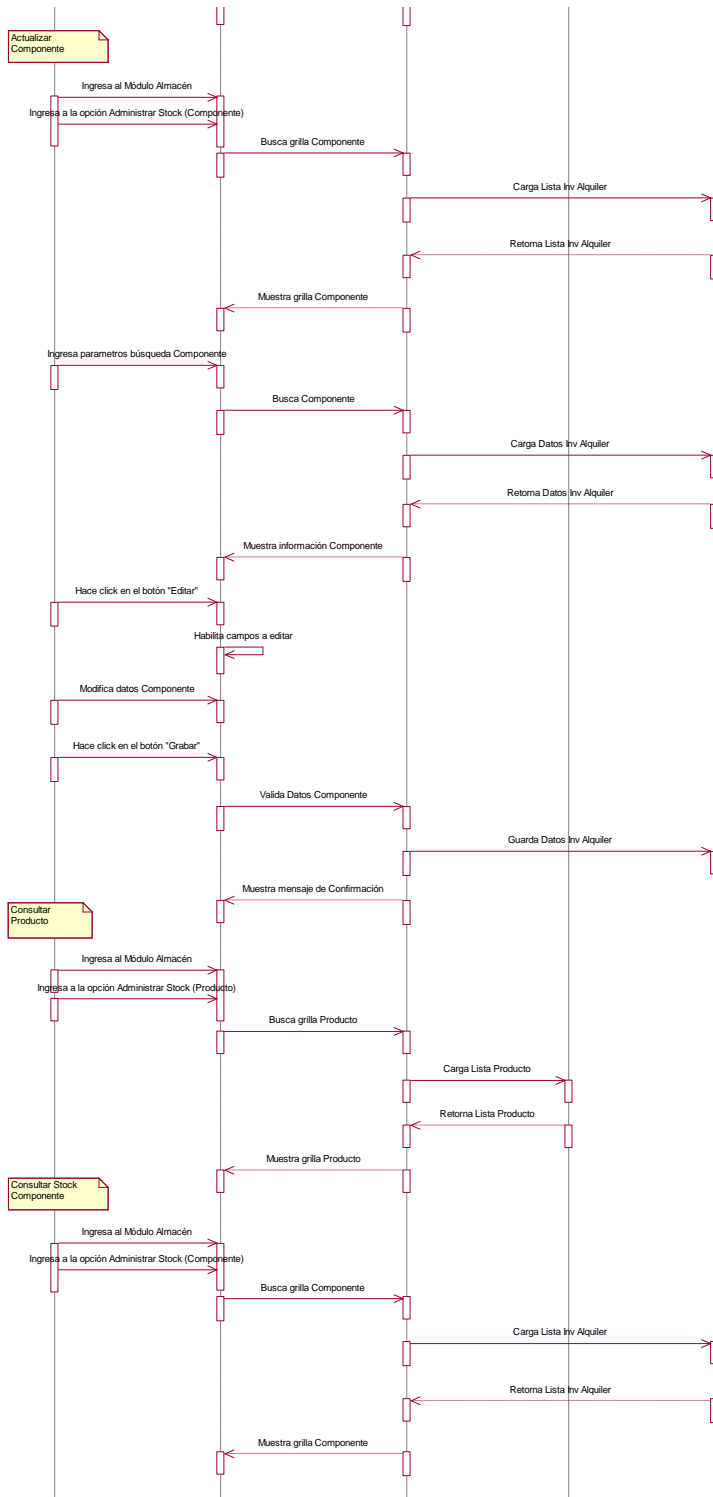 Actualizar
Componente
Ingresa al Módulo Almacén
Ingresa a la opción Administrar Stock (Componente)
Busca grilla Componente
Carga Lista Inv Alquiler
Retorna Lista Inv Alquiler
Muestra grilla Componente
Ingresa parametros búsqueda Componente
Busca Componente
Carga Datos Inv Alquiler
Retorna Datos Inv Alquiler
Muestra información Componente
Hace click en el botón "Editar"
Habilita campos a editar
Modifica datos Componente
Hace click en el botón "Grabar"
Valida Datos Componente
Guarda Datos Inv Alquiler
Muestra mensaje de Confirmación
Consultar
Producto
Ingresa al Módulo Almacén
Ingresa a la opción Administrar Stock (Producto)
Busca grilla Producto
Carga Lista Producto
Retorna Lista Producto
Muestra grilla Producto
Consultar Stock
Componente
Ingresa al Módulo Almacén
Ingresa a la opción Administrar Stock (Componente)
Busca grilla Componente
Carga Lista Inv Alquiler
Retorna Lista Inv Alquiler
Muestra grilla Componente